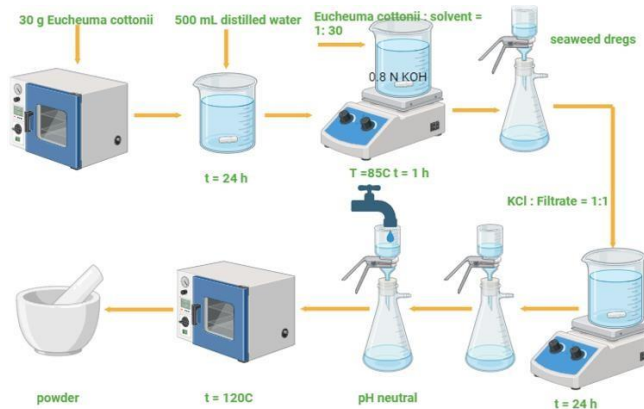 30 g Eucheuma cottonii
500 mL distilled water
Eucheuma cottonii : solvent =
1: 30
seaweed dregs
0.8 N KOH
t = 24 h
T =85C t = 1 h
KCl : Filtrate = 1:1
powder
t = 120C
pH neutral
t = 24 h